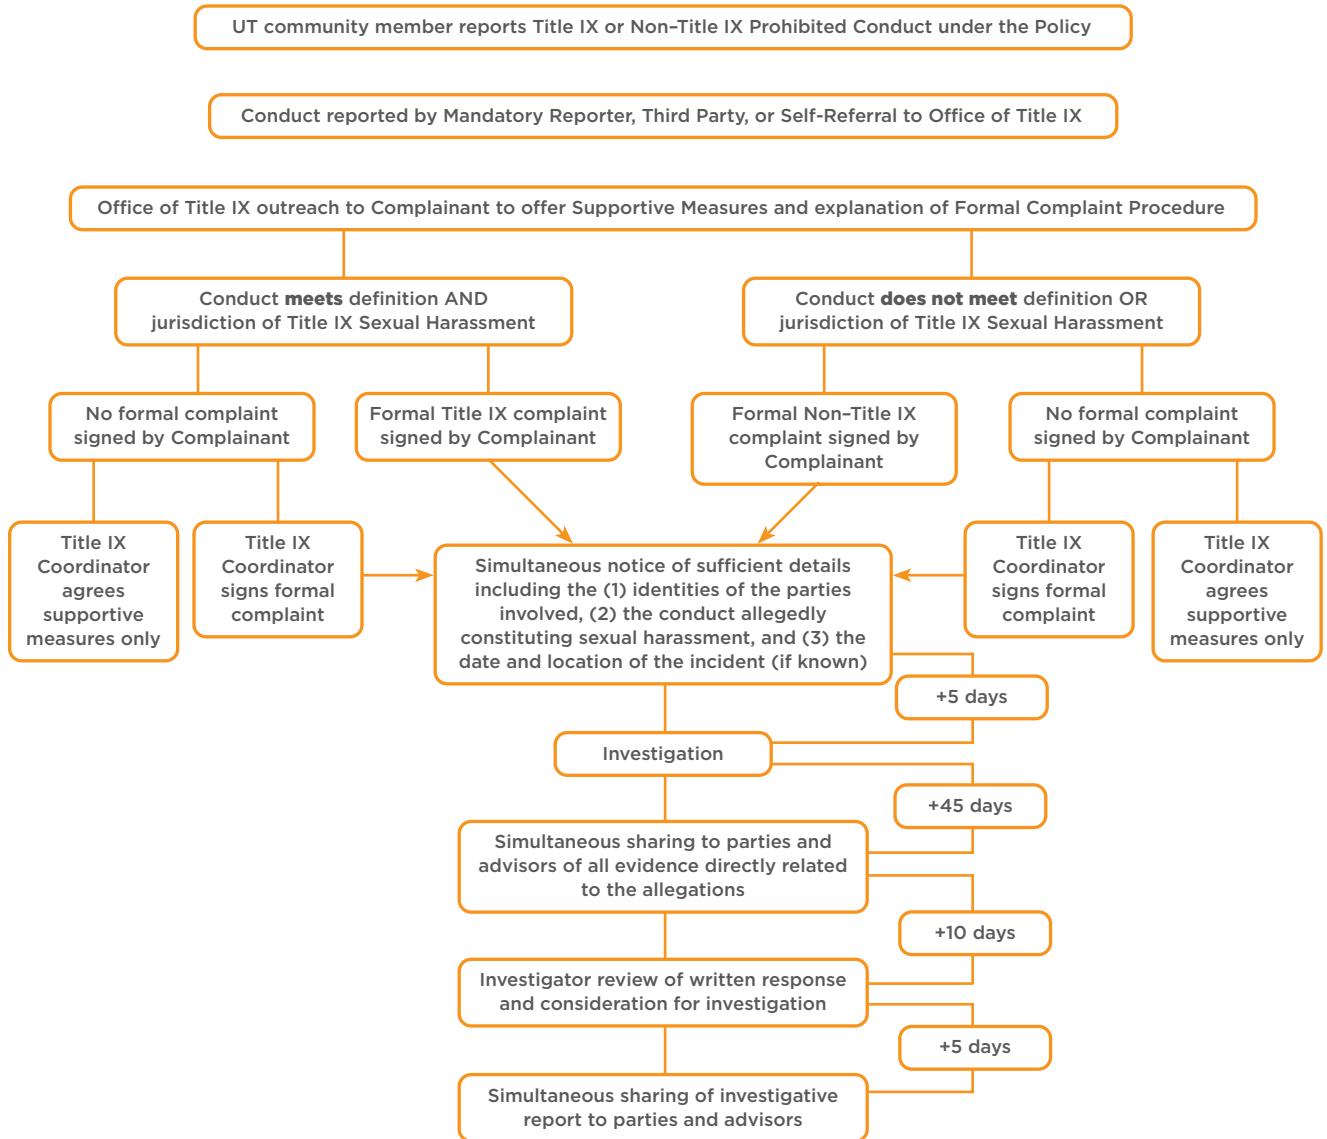 UT community member reports Title IX or Non–Title IX Prohibited Conduct under the Policy
Conduct reported by Mandatory Reporter, Third Party, or Self-Referral to Office of Title IX
Office of Title IX outreach to Complainant to offer Supportive Measures and explanation of Formal Complaint Procedure
Conduct meets definition AND
jurisdiction of Title IX Sexual Harassment
Conduct does not meet definition OR
jurisdiction of Title IX Sexual Harassment
No formal complaint
signed by Complainant
Formal Title IX complaint
signed by Complainant
Formal Non–Title IX
complaint signed by
Complainant
No formal complaint
signed by Complainant
Title IX
Coordinator
agrees
supportive
measures only
Title IX
Coordinator
signs formal
complaint
Simultaneous notice of sufficient details
including the (1) identities of the parties
involved, (2) the conduct allegedly
constituting sexual harassment, and (3) the
date and location of the incident (if known)
Title IX
Coordinator
signs formal
complaint
Title IX
Coordinator
agrees
supportive
measures only
+5 days
Investigation
+45 days
Simultaneous sharing to parties and
advisors of all evidence directly related
to the allegations
+10 days
Investigator review of written response
and consideration for investigation
+5 days
Simultaneous sharing of investigative
report to parties and advisors